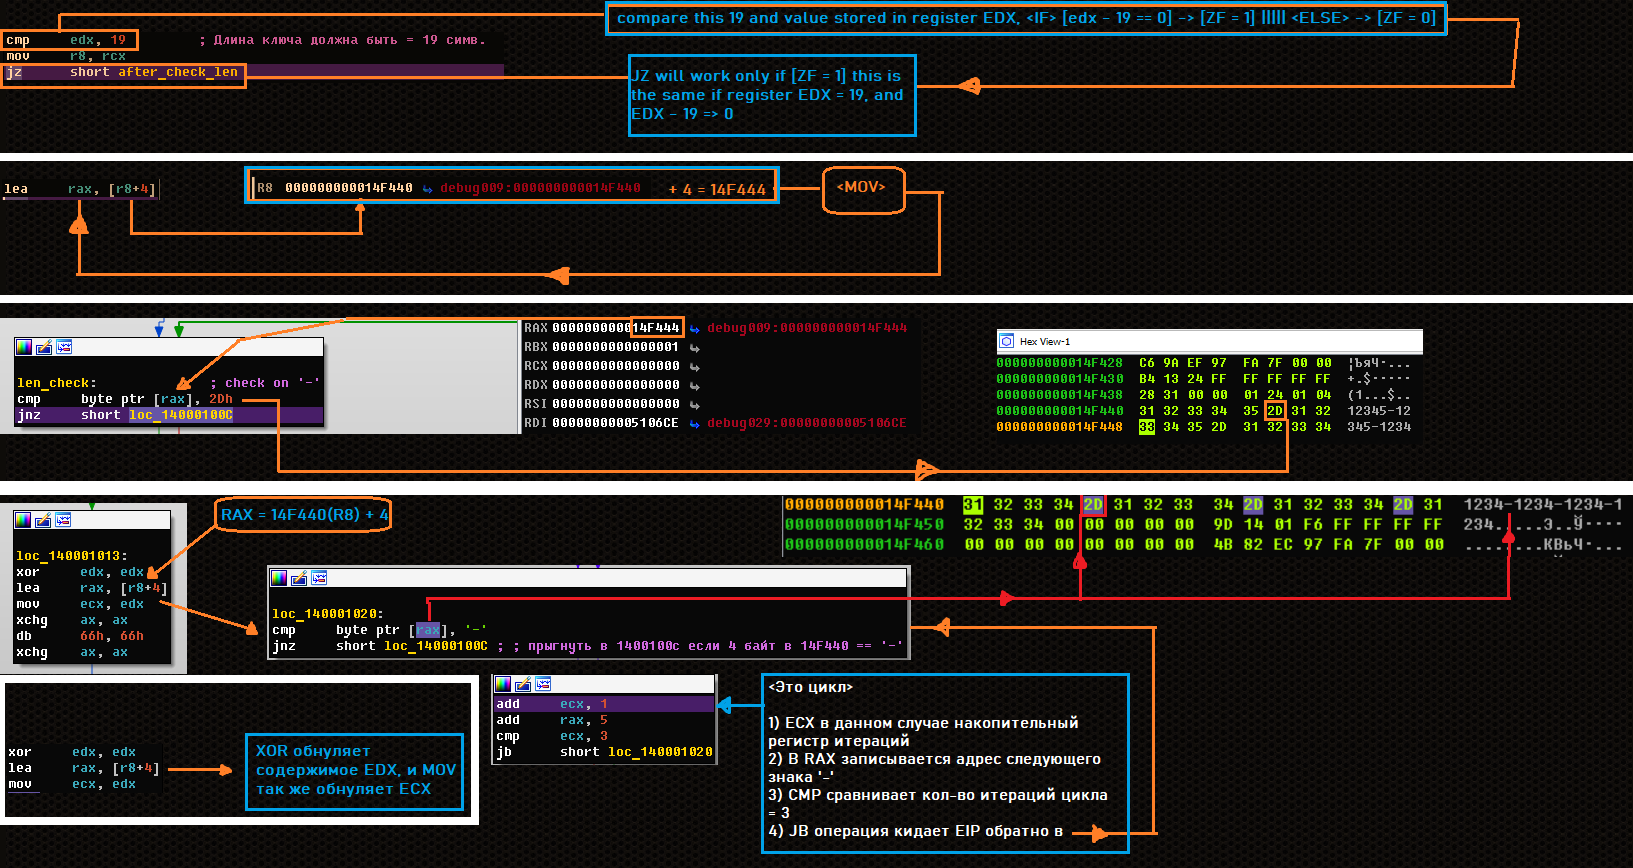 compare this 19 and value stored in register EDX, <IF> [edx - 19 == 0] -> [ZF = 1] ||||| <ELSE> -> [ZF = 0]
cmp edx, 19 ; Длина ключа должна быть = 19 симв.
mov r8, rcx
jz short after_check_len
JZ will work only if [ZF = 1] this is
the same if register EDX = 19, and
EDX - 19 => 0
lea rax, [r8+4]
R8 000000000014F440 debug009:000000000014F440 + 4 = 14F444
<MOV>
len_check: ; check on '-'
cmp byte ptr [rax], 2Dh
jnz short loc_14000100C
RAX 000000000014F444 debug009:000000000014F444
RBX 0000000000000001
RCX 0000000000000000
RDX 0000000000000000
RSI 0000000000000000
RDI 00000000005106CE debug029:00000000005106CE
Hex View-1
000000000014F428 C6 9A EF 97 FA 7F 00 00 ¦ЪяЧ·...
000000000014F430 B4 13 24 FF FF FF FF FF +.$·····
000000000014F438 28 31 00 00 01 24 01 04 (1...$..
000000000014F440 31 32 33 34 35 2D 31 32 12345-12
000000000014F448 33 34 35 2D 31 32 33 34 345-1234
RAX = 14F440(R8) + 4
loc_140001013:
xor edx, edx
lea rax, [r8+4]
mov ecx, edx
xchg ax, ax
db 66h, 66h
xchg ax, ax
000000000014F440 31 32 33 34 2D 31 32 33 34 2D 31 32 33 34 2D 31 1234-1234-1234-1
000000000014F450 32 33 34 00 00 00 00 00 9D 14 01 F6 FF FF FF FF 234.....Э..Ў····
000000000014F460 00 00 00 00 00 00 00 00 4B 82 EC 97 FA 7F 00 00 ........КВьЧ·...
loc_140001020:
cmp byte ptr [rax], '-'
jnz short loc_14000100C ; ; прыгнуть в 1400100c если 4 байт в 14F440 == '-'
xor edx, edx
lea rax, [r8+4]
mov ecx, edx
XOR обнуляет
содержимое EDX, и MOV
так же обнуляет ECX
add ecx, 1
add rax, 5
cmp ecx, 3
jb short loc_140001020
<Это цикл>
1) ECX в данном случае накопительный
регистр итераций
2) В RAX записывается адрес следующего
знака '-'
3) CMP сравнивает кол-во итераций цикла
= 3
4) JB операция кидает EIP обратно в